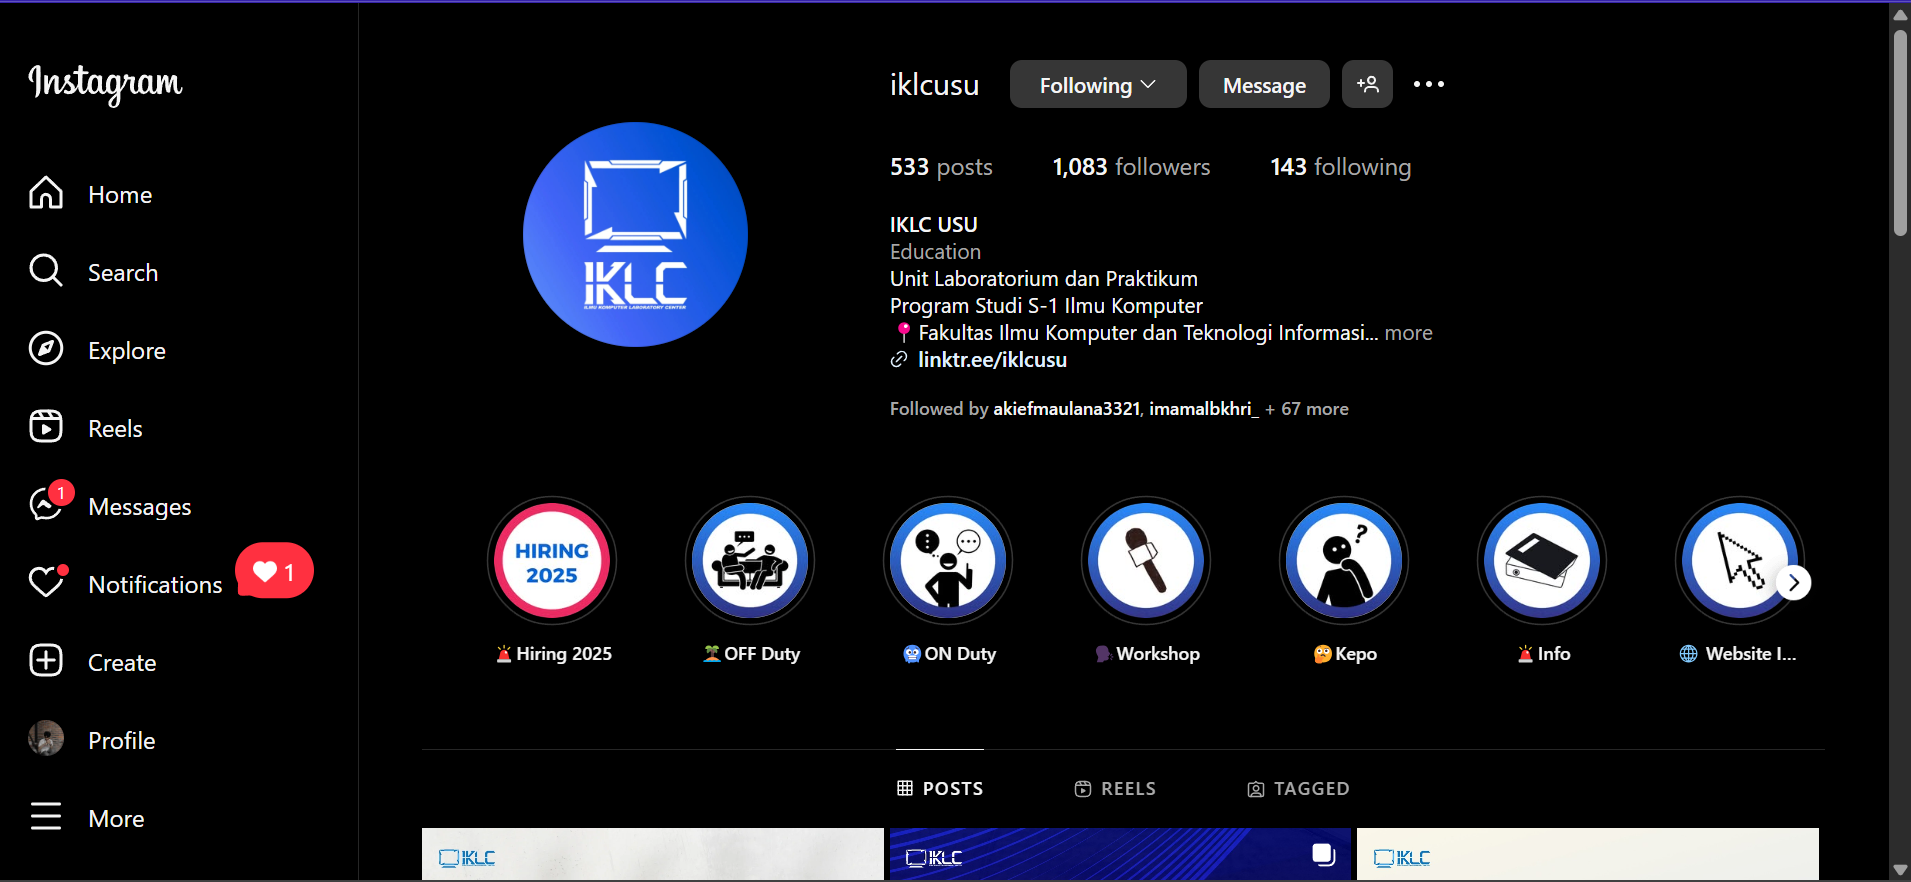 Instagram
Home
Search
Explore
Reels
1
Messages
Notifications
1
Create
Profile
More
iklcusu
Following
Message
533 posts
1,083 followers
143 following
IKLC
ILMU KOMPUTER LABORATORY CENTER
IKLC USU
Education
Unit Laboratorium dan Praktikum
Program Studi S-1 Ilmu Komputer
📍 Fakultas Ilmu Komputer dan Teknologi Informasi... more
linktr.ee/iklcusu
Followed by akiefmaulana3321, imamalbkhri_ + 67 more
HIRING
2025
?
🚨Hiring 2025
🏝️OFF Duty
🥶ON Duty
🗣️Workshop
🤔Kepo
🚨Info
🌐 Website I...
POSTS
REELS
TAGGED
IKLC
IKLC
IKLC